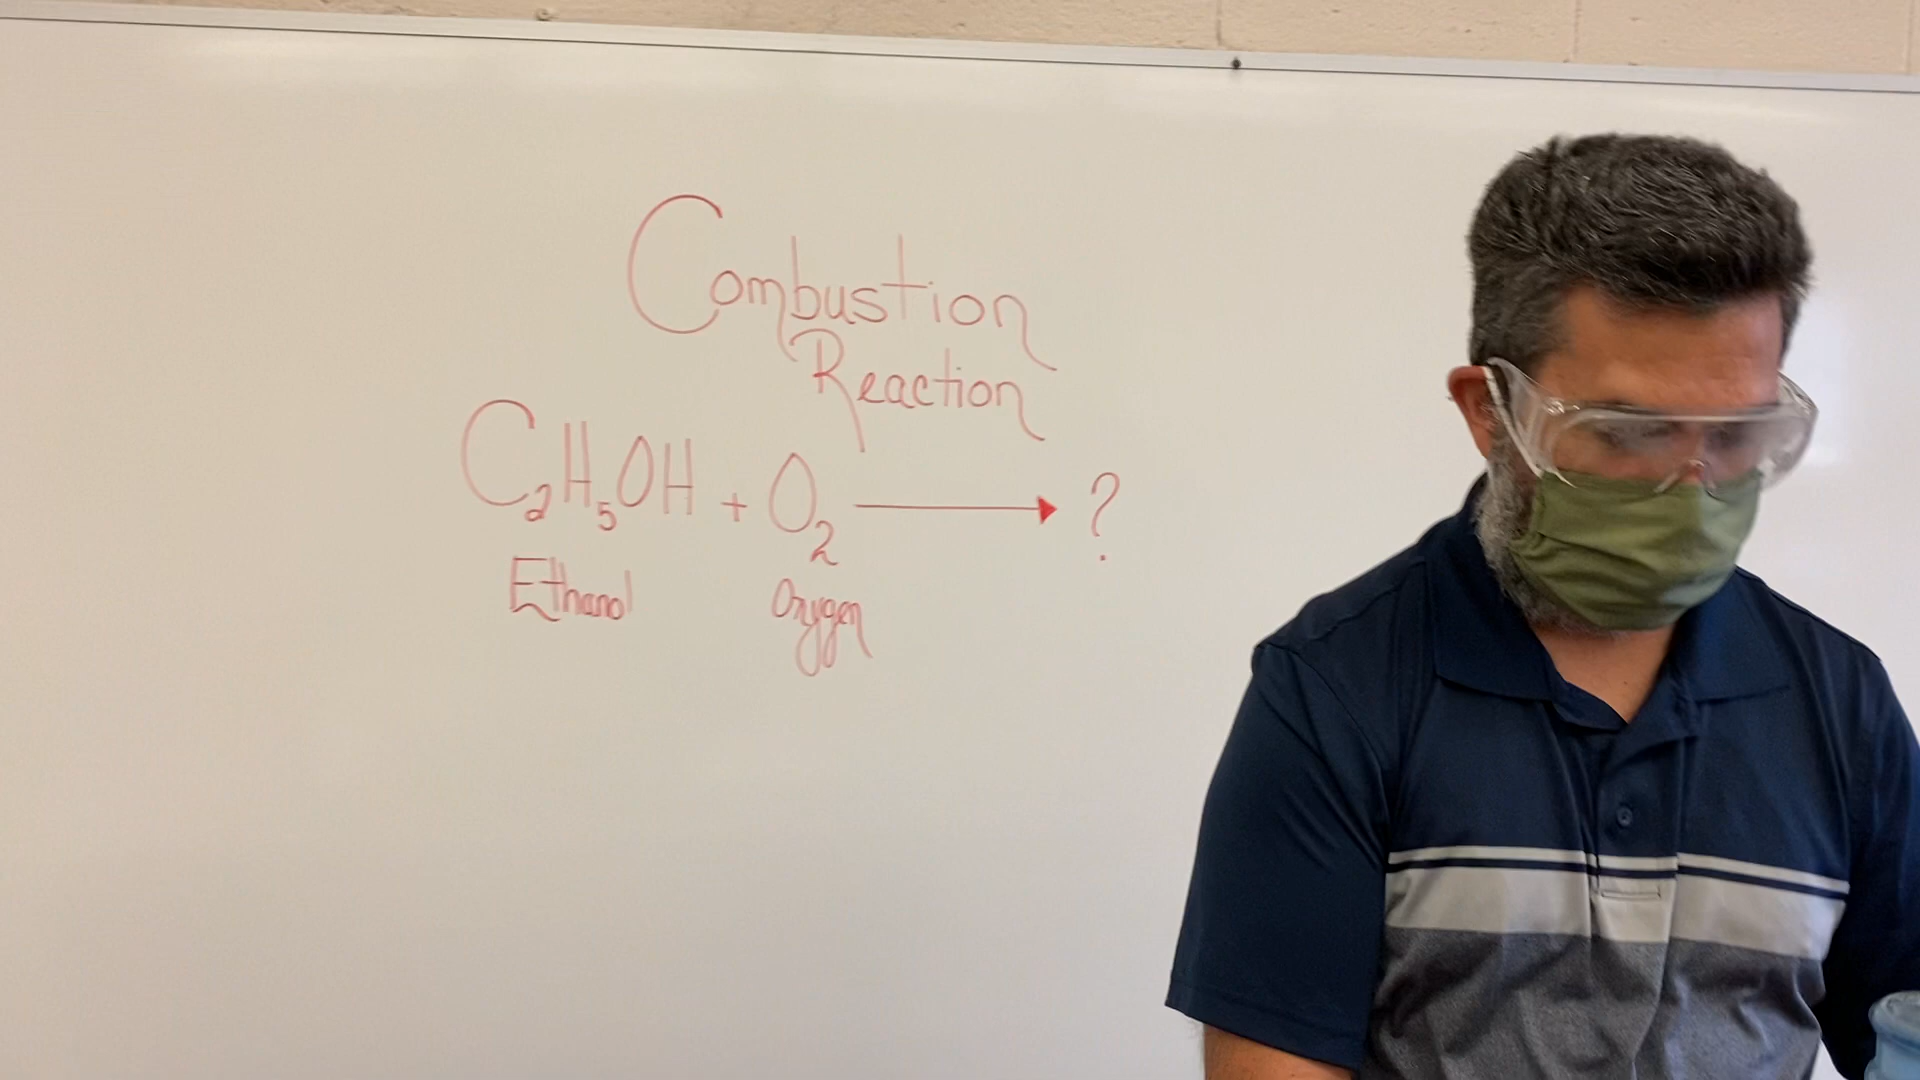 Combustion
Reaction
C₂H₅OH + O₂ → ?
Ethanol Oxygen